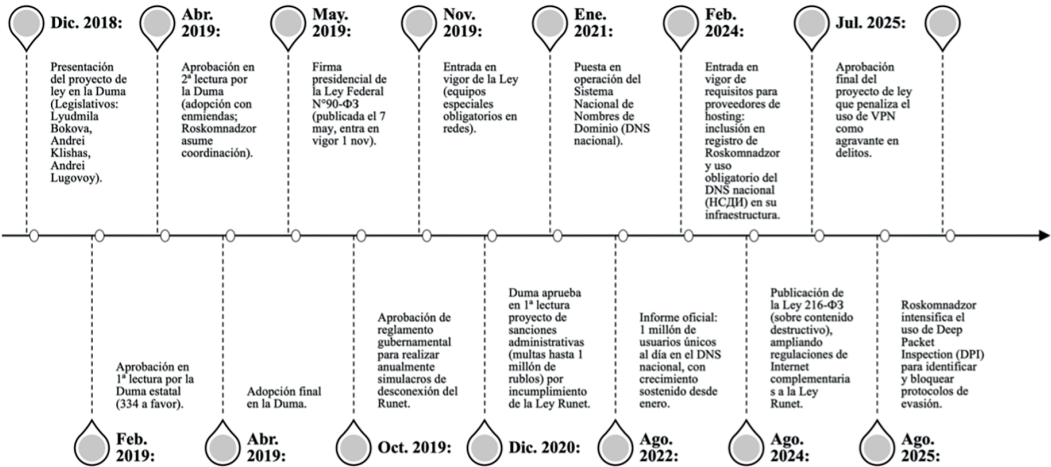 Dic. 2018:
Presentación
del proyecto de
ley en la Duma
(Legislativos:
Lyudmila
Bokova,
Andrei
Klishas,
Andrei
Lugovoy).
Abr.
2019:
Aprobación en
2ª lectura por
la Duma
(adopción con
enmiendas;
Roskomnadzor
asume
coordinación).
May.
2019:
Firma
presidencial de
la Ley Federal
N°90-ФЗ
(publicada el 7
may, entra en
vigor 1 nov).
Nov.
2019:
Entrada en
vigor de la Ley
(equipos
especiales
obligatorios en
redes).
Ene.
2021:
Puesta en
operación del
Sistema
Nacional de
Nombres de
Dominio (DNS
nacional).
Feb.
2024:
Entrada en
vigor de
requisitos para
proveedores de
hosting:
inclusión en
registro de
Roskomnadzor
y uso
obligatorio del
DNS nacional
(НСДИ) en su
infraestructura.
Jul. 2025:
Aprobación
final del
proyecto de ley
que penaliza el
uso de VPN
como
agravante en
delitos.
Aprobación en
1ª lectura por la
Duma estatal
(334 a favor).
Feb.
2019:
Adopción final
en la Duma.
Abr.
2019:
Aprobación de
reglamento
gubernamental
para realizar
anualmente
simulacros de
desconexión del
Runet.
Oct. 2019:
Duma aprueba
en 1ª lectura
proyecto de
sanciones
administrativas
(multas hasta 1
millón de
rublos) por
incumplimiento
de la Ley Runet.
Dic. 2020:
Informe oficial:
1 millón de
usuarios únicos
al día en el DNS
nacional, con
crecimiento
sostenido desde
enero.
Ago.
2022:
Publicación de
la Ley 216-ФЗ
(sobre contenido
destructivo),
ampliando
regulaciones de
Internet
complementaria
s a la Ley
Runet.
Ago.
2024:
Roskomnadzor
intensifica el
uso de Deep
Packet
Inspection (DPI)
para identificar
y bloquear
protocolos de
evasión.
Ago.
2025: